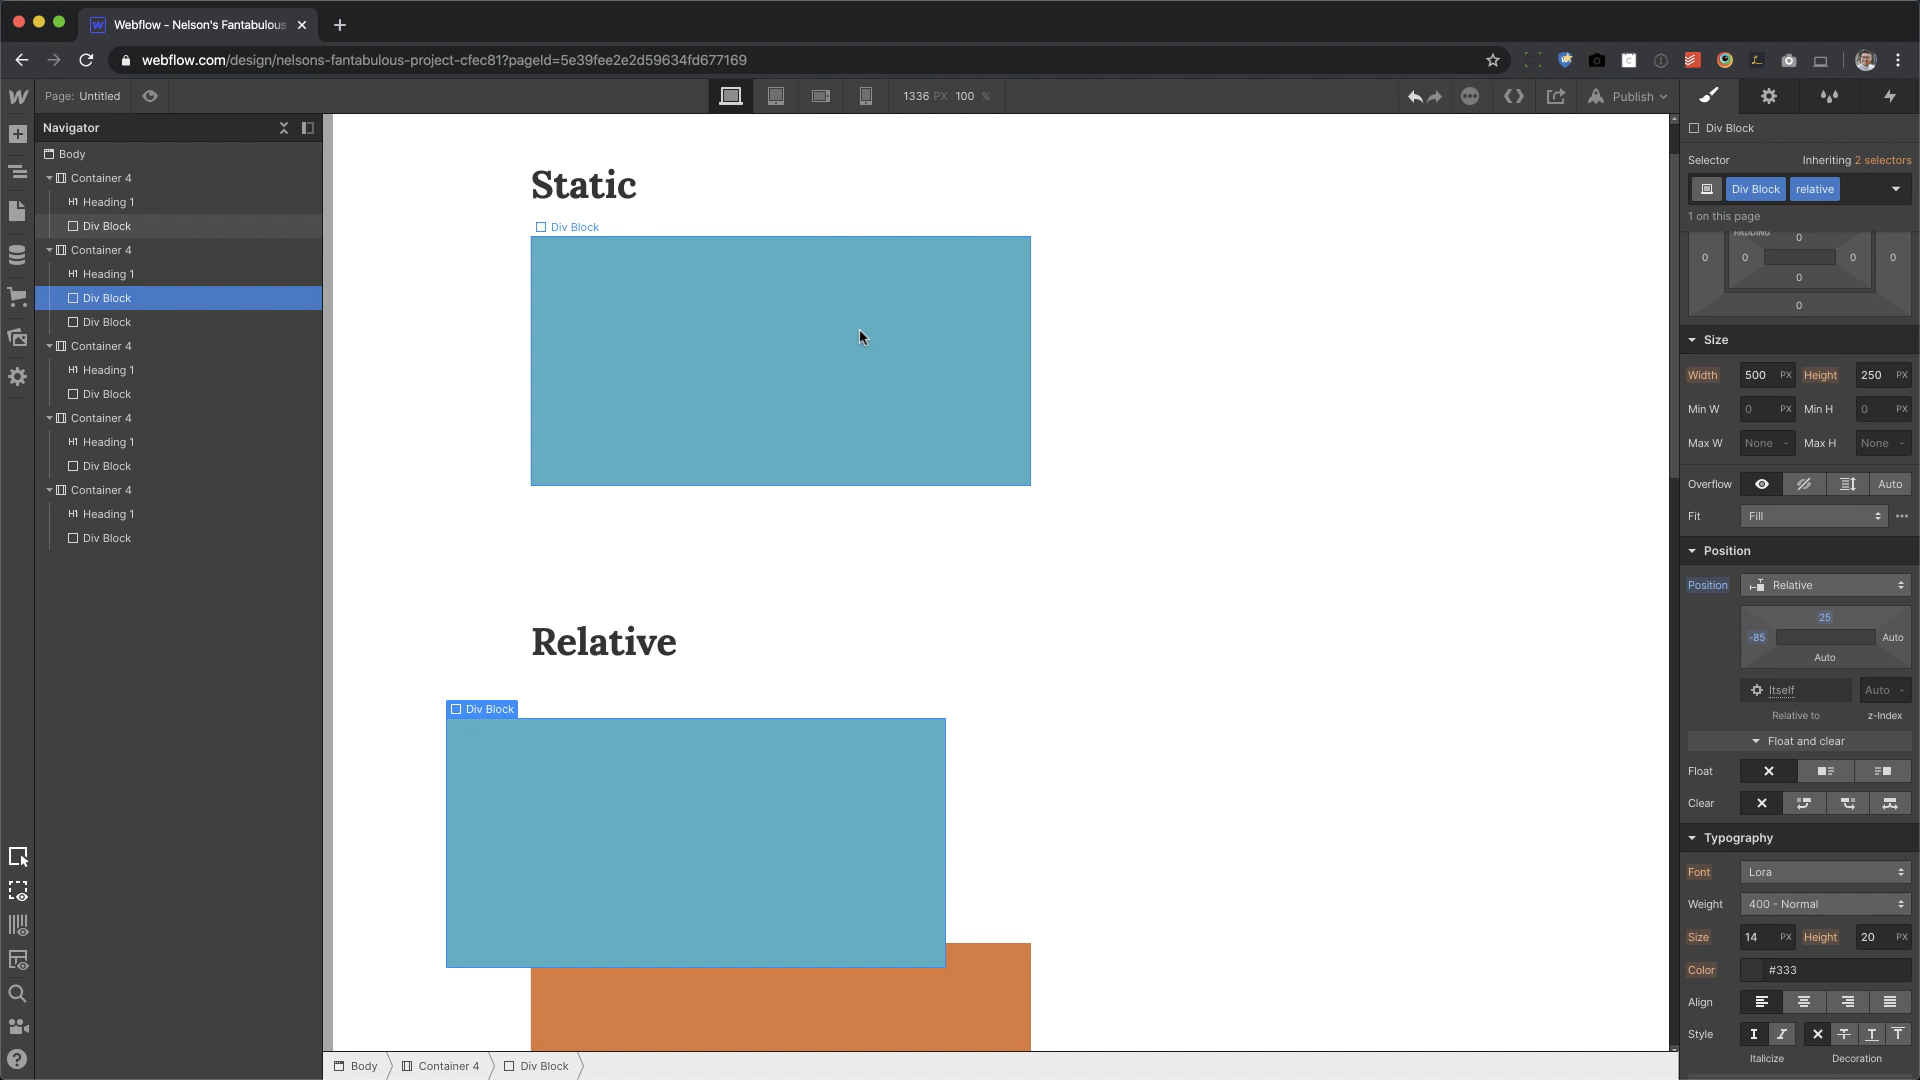 Webflow - Nelson's Fantabulous
webflow.com/design/nelsons-fantabulous-project-cfec81?pageId=5e39fee2e2d59634fd677169
Page: Untitled
1336 PX 100 %
Publish
Navigator
Body
Container 4
H1 Heading 1
Div Block
Container 4
H1 Heading 1
Div Block
Div Block
Container 4
H1 Heading 1
Div Block
Container 4
H1 Heading 1
Div Block
Container 4
H1 Heading 1
Div Block
Static
Div Block
Relative
Div Block
Body
Container 4
Div Block
Div Block
Selector
Inheriting 2 selectors
Div Block
relative
1 on this page
PADDING
0
0
0
0
0
0
0
Size
Width 500 PX Height 250 PX
Min W 0 PX Min H 0 PX
Max W None - Max H None -
Overflow Auto
Fit Fill
Position
Position Relative
25
-85
Auto
Auto
Itself Auto -
Relative to z-Index
Float and clear
Float
Clear
Typography
Font Lora
Weight 400 - Normal
Size 14 PX Height 20 PX
Color #333
Align
Style
Italicize Decoration